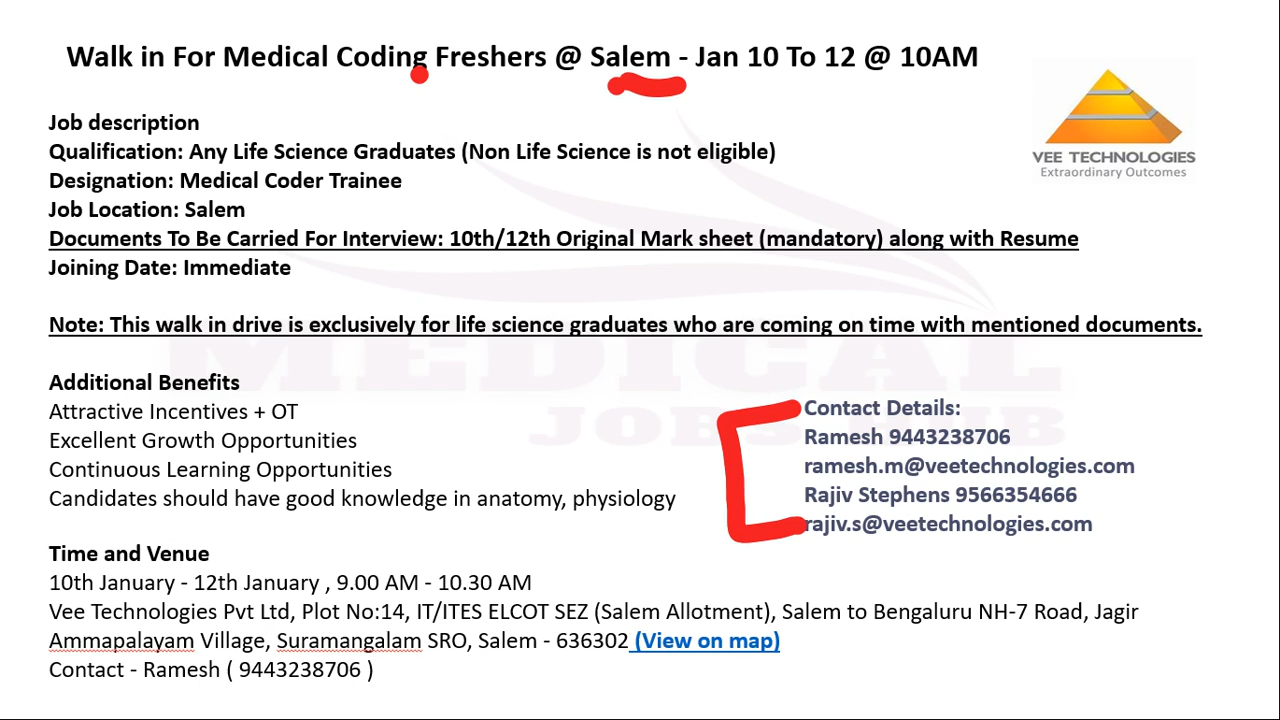 Walk in For Medical Coding Freshers @ Salem - Jan 10 To 12 @ 10AM
Job description
Qualification: Any Life Science Graduates (Non Life Science is not eligible)
Designation: Medical Coder Trainee
Job Location: Salem
Documents To Be Carried For Interview: 10th/12th Original Mark sheet (mandatory) along with Resume
Joining Date: Immediate
VEE TECHNOLOGIES
Extraordinary Outcomes
Note: This walk in drive is exclusively for life science graduates who are coming on time with mentioned documents.
MEDICAL
JOBS HUB
Additional Benefits
Attractive Incentives + OT
Excellent Growth Opportunities
Continuous Learning Opportunities
Candidates should have good knowledge in anatomy, physiology
Contact Details:
Ramesh 9443238706
ramesh.m@veetechnologies.com
Rajiv Stephens 9566354666
rajiv.s@veetechnologies.com
Time and Venue
10th January - 12th January , 9.00 AM - 10.30 AM
Vee Technologies Pvt Ltd, Plot No:14, IT/ITES ELCOT SEZ (Salem Allotment), Salem to Bengaluru NH-7 Road, Jagir
Ammapalayam Village, Suramangalam SRO, Salem - 636302 (View on map)
Contact - Ramesh ( 9443238706 )